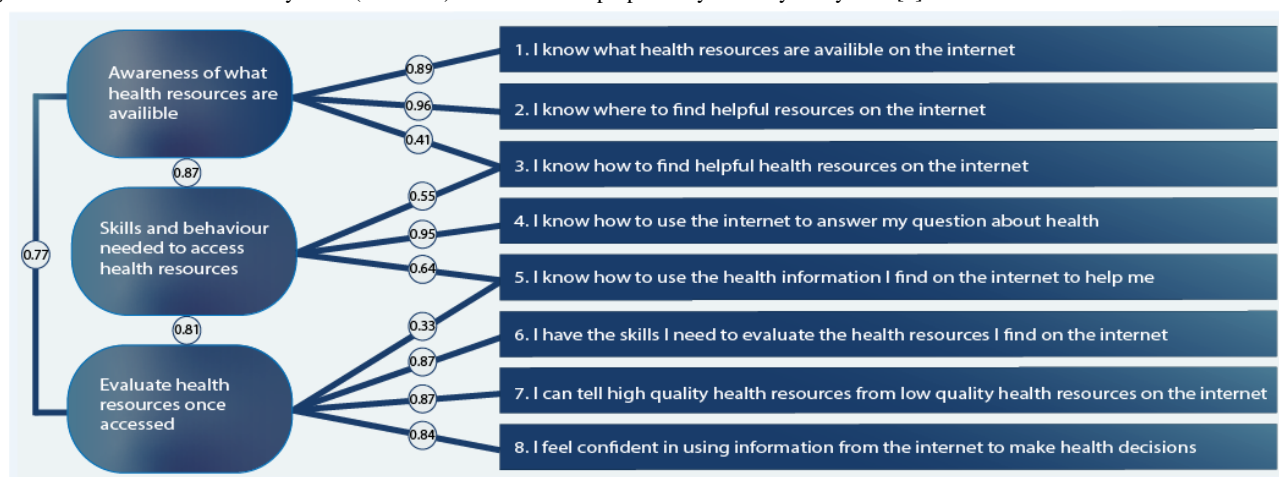 Awareness of what
health resources are
availible
0.87
Skills and behaviour
needed to access
health resources
0.77
0.81
Evaluate health
resources once
accessed
0.89
0.96
0.41
0.55
0.95
0.64
0.33
0.87
0.87
0.84
1. I know what health resources are availible on the internet
2. I know where to find helpful resources on the internet
3. I know how to find helpful health resources on the internet
4. I know how to use the internet to answer my question about health
5. I know how to use the health information I find on the internet to help me
6. I have the skills I need to evaluate the health resources I find on the internet
7. I can tell high quality health resources from low quality health resources on the internet
8. I feel confident in using information from the internet to make health decisions